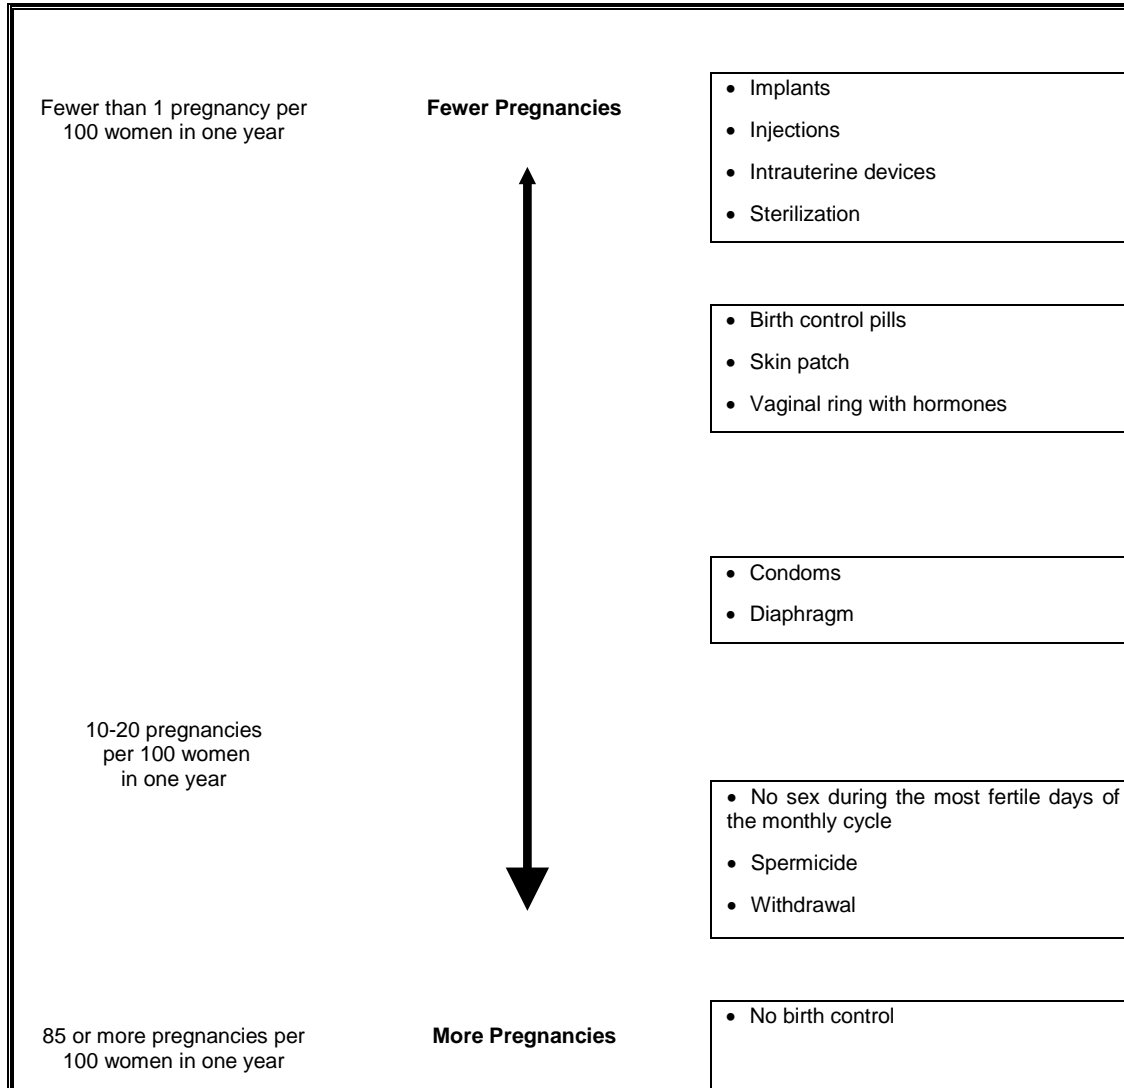 Fewer than 1 pregnancy per
100 women in one year
Fewer Pregnancies
• Implants
• Injections
• Intrauterine devices
• Sterilization
• Birth control pills
• Skin patch
• Vaginal ring with hormones
• Condoms
• Diaphragm
10-20 pregnancies
per 100 women
in one year
• No sex during the most fertile days of
the monthly cycle
• Spermicide
• Withdrawal
85 or more pregnancies per
100 women in one year
More Pregnancies
• No birth control